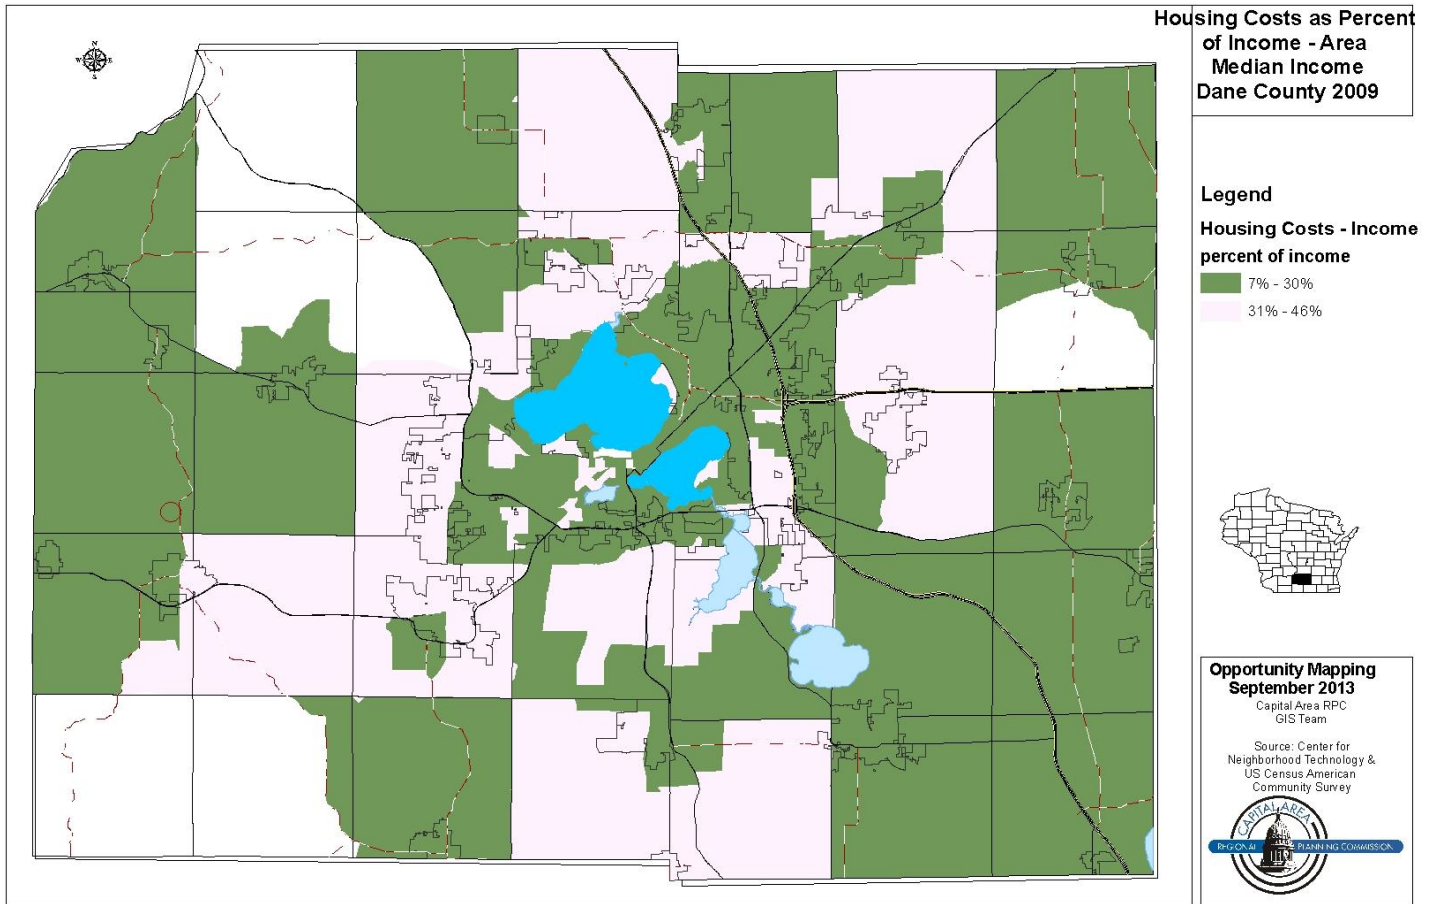 Housing Costs as Percent
of Income - Area
Median Income
Dane County 2009
N
W E
S
Legend
Housing Costs - Income
percent of income
7% - 30%
31% - 46%
Opportunity Mapping
September 2013
Capital Area RPC
GIS Team
Source: Center for
Neighborhood Technology &
US Census American
Community Survey
CAPITAL AREA
REGIONAL PLANNING COMMISSION